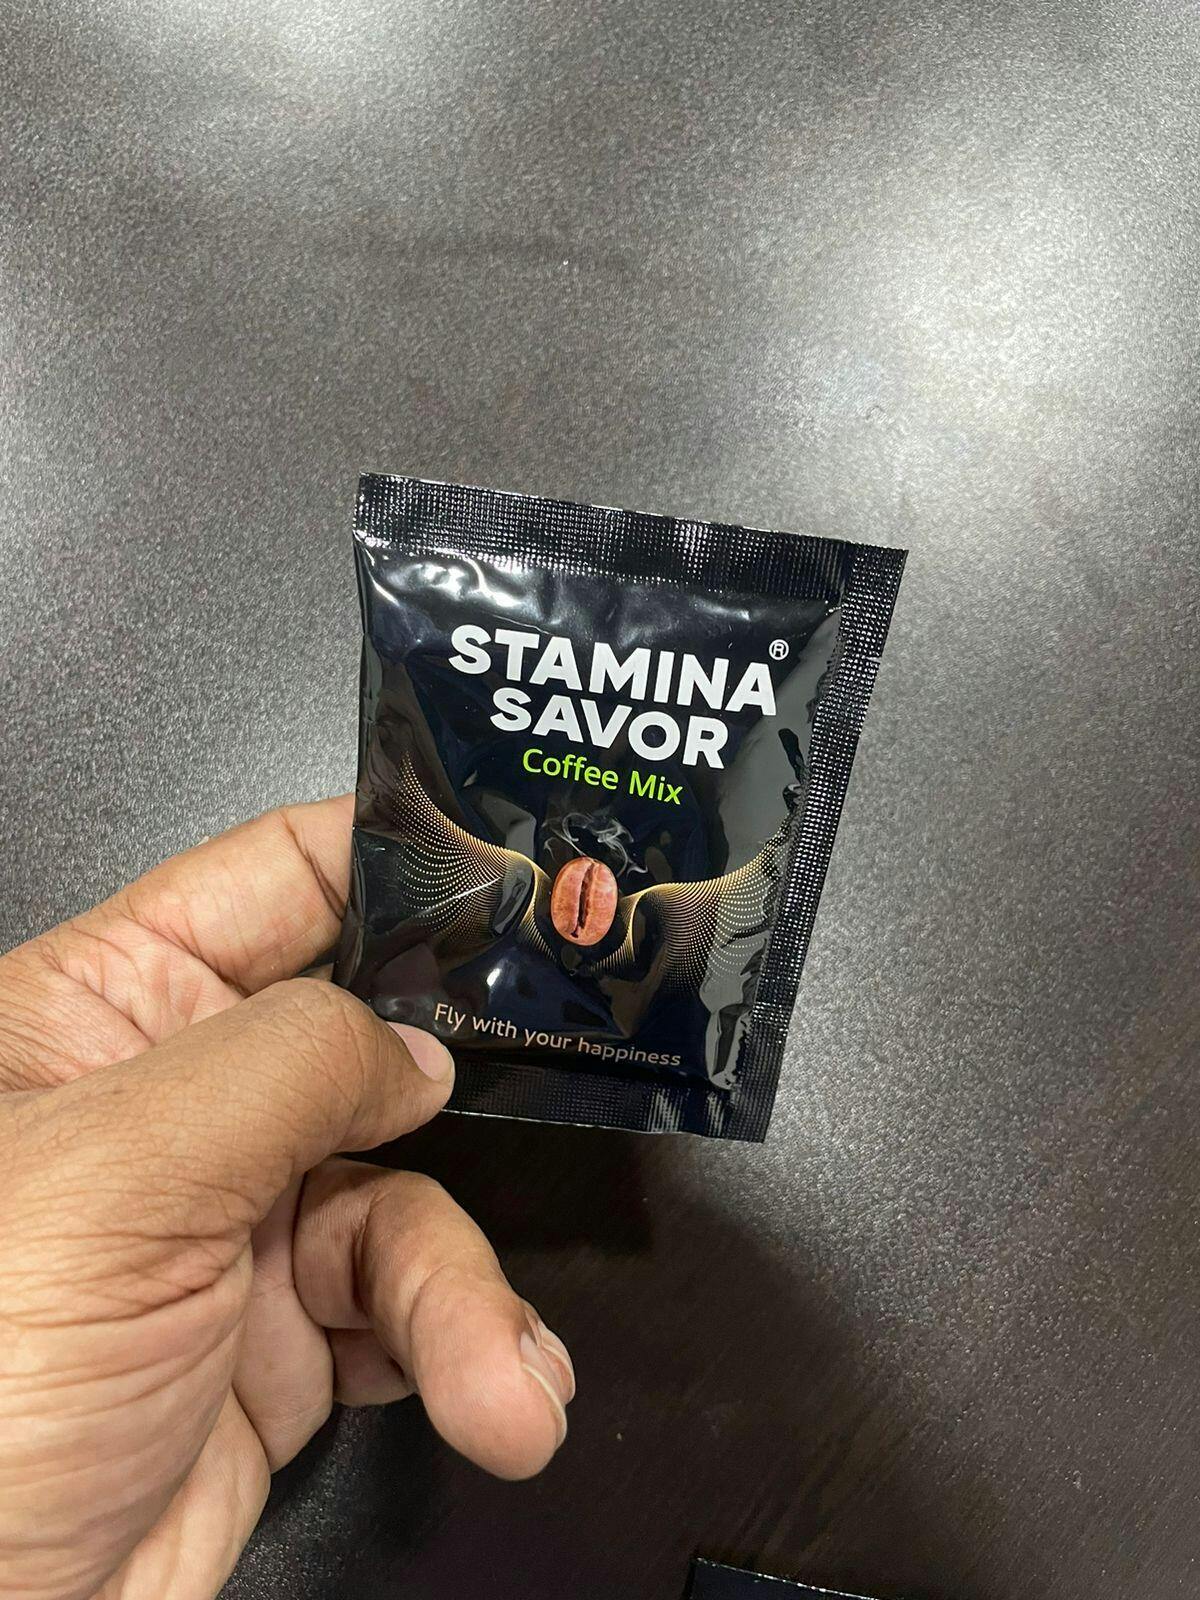 STAMINA®
SAVOR
Coffee Mix
Fly with your happiness